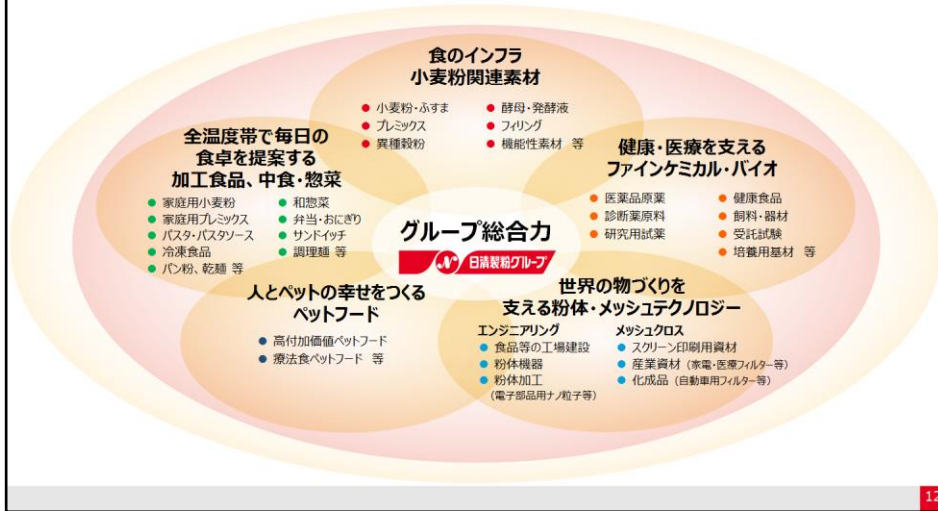 食のインフラ
小麦粉関連素材
● 小麦粉・ふすま
● プレミックス
● 異種穀粉
● 酵母・発酵液
● フィリング
● 機能性素材 等
全温度帯で毎日の
食卓を提案する
加工食品、中食・惣菜
● 家庭用小麦粉
● 家庭用プレミックス
● パスタ・パスタソース
● 冷凍食品
● パン粉、乾麺 等
● 和惣菜
● 弁当・おにぎり
● サンドイッチ
● 調理麺 等
健康・医療を支える
ファインケミカル・バイオ
● 医薬品原薬
● 診断薬原料
● 研究用試薬
● 健康食品
● 飼料・器材
● 受託試験
● 培養用基材 等
グループ総合力
N 日清製粉グループ
人とペットの幸せをつくる
ペットフード
● 高付加価値ペットフード
● 療法食ペットフード 等
世界の物づくりを
支える粉体・メッシュテクノロジー
エンジニアリング
● 食品等の工場建設
● 粉体機器
● 粉体加工
(電子部品用ナノ粒子等)
メッシュクロス
● スクリーン印刷用資材
● 産業資材 (家電・医療フィルター等)
● 化成品 (自動車用フィルター等)
12